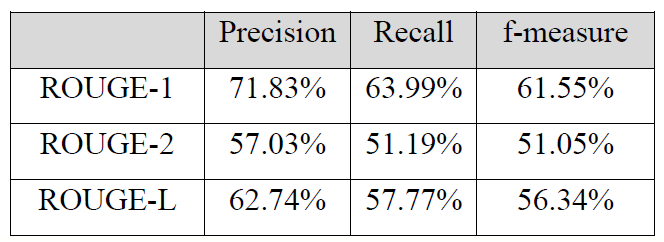 Precision Recall f-measure
ROUGE-1 71.83% 63.99% 61.55%
ROUGE-2 57.03% 51.19% 51.05%
ROUGE-L 62.74% 57.77% 56.34%